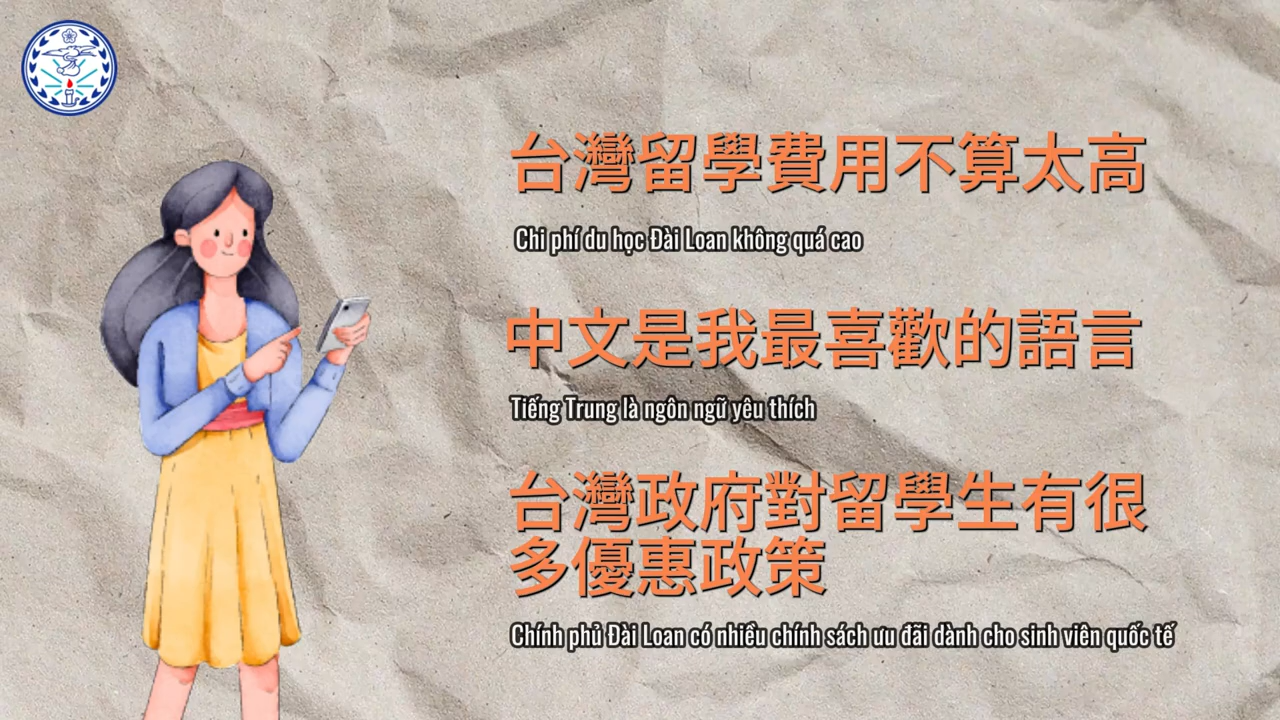 台灣留學費用不算太高
Chi phí du học Đài Loan không quá cao
中文是我最喜歡的語言
Tiếng Trung là ngôn ngữ yêu thích
台灣政府對留學生有很
多優惠政策
Chính phủ Đài Loan có nhiều chính sách ưu đãi dành cho sinh viên quốc tế